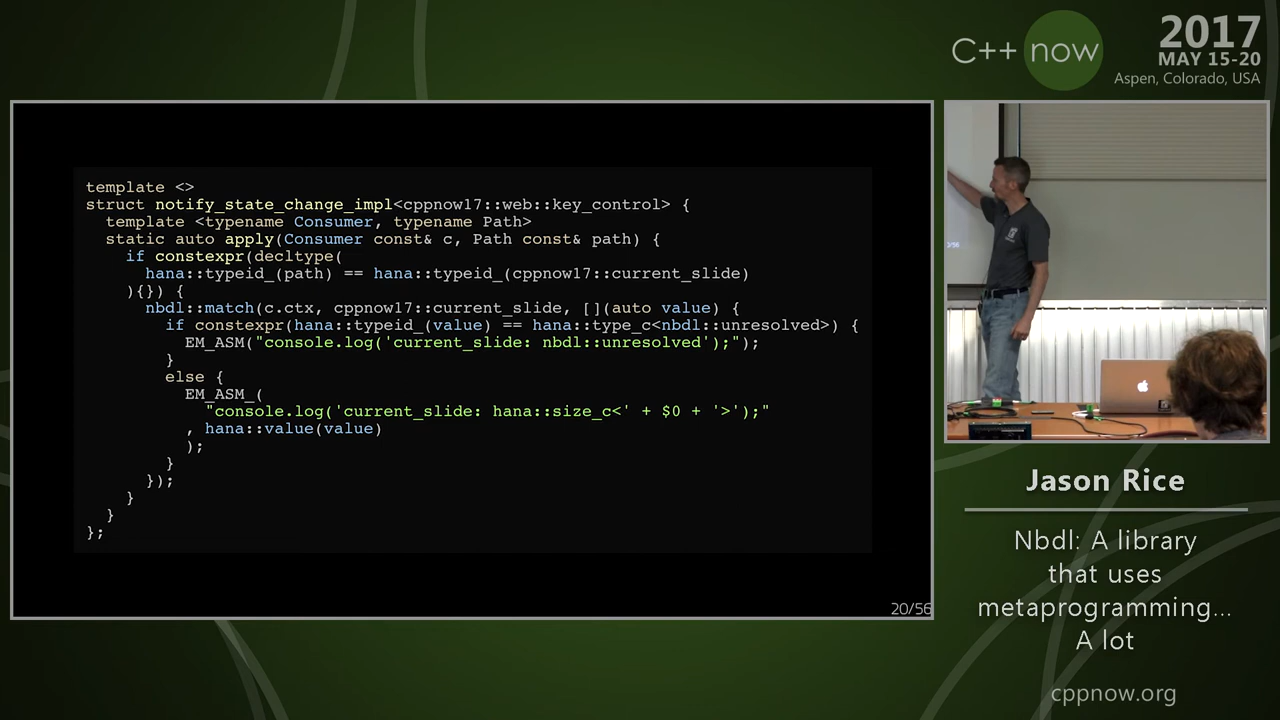 C++ now
2017
MAY 15-20
Aspen, Colorado, USA
template <>
struct notify_state_change_impl<cppnow17::web::key_control> {
  template <typename Consumer, typename Path>
  static auto apply(Consumer const& c, Path const& path) {
    if constexpr(decltype(
      hana::typeid_(path) == hana::typeid_(cppnow17::current_slide)
    ){}) {
      nbdl::match(c.ctx, cppnow17::current_slide, [](auto value) {
        if constexpr(hana::typeid_(value) == hana::type_c<nbdl::unresolved>) {
          EM_ASM("console.log('current_slide: nbdl::unresolved');");
        }
        else {
          EM_ASM_(
            "console.log('current_slide: hana::size_c<' + $0 + '>');"
          , hana::value(value)
          );
        }
      });
    }
  }
};
20/56
Jason Rice
Nbdl: A library
that uses
metaprogramming...
A lot
cppnow.org